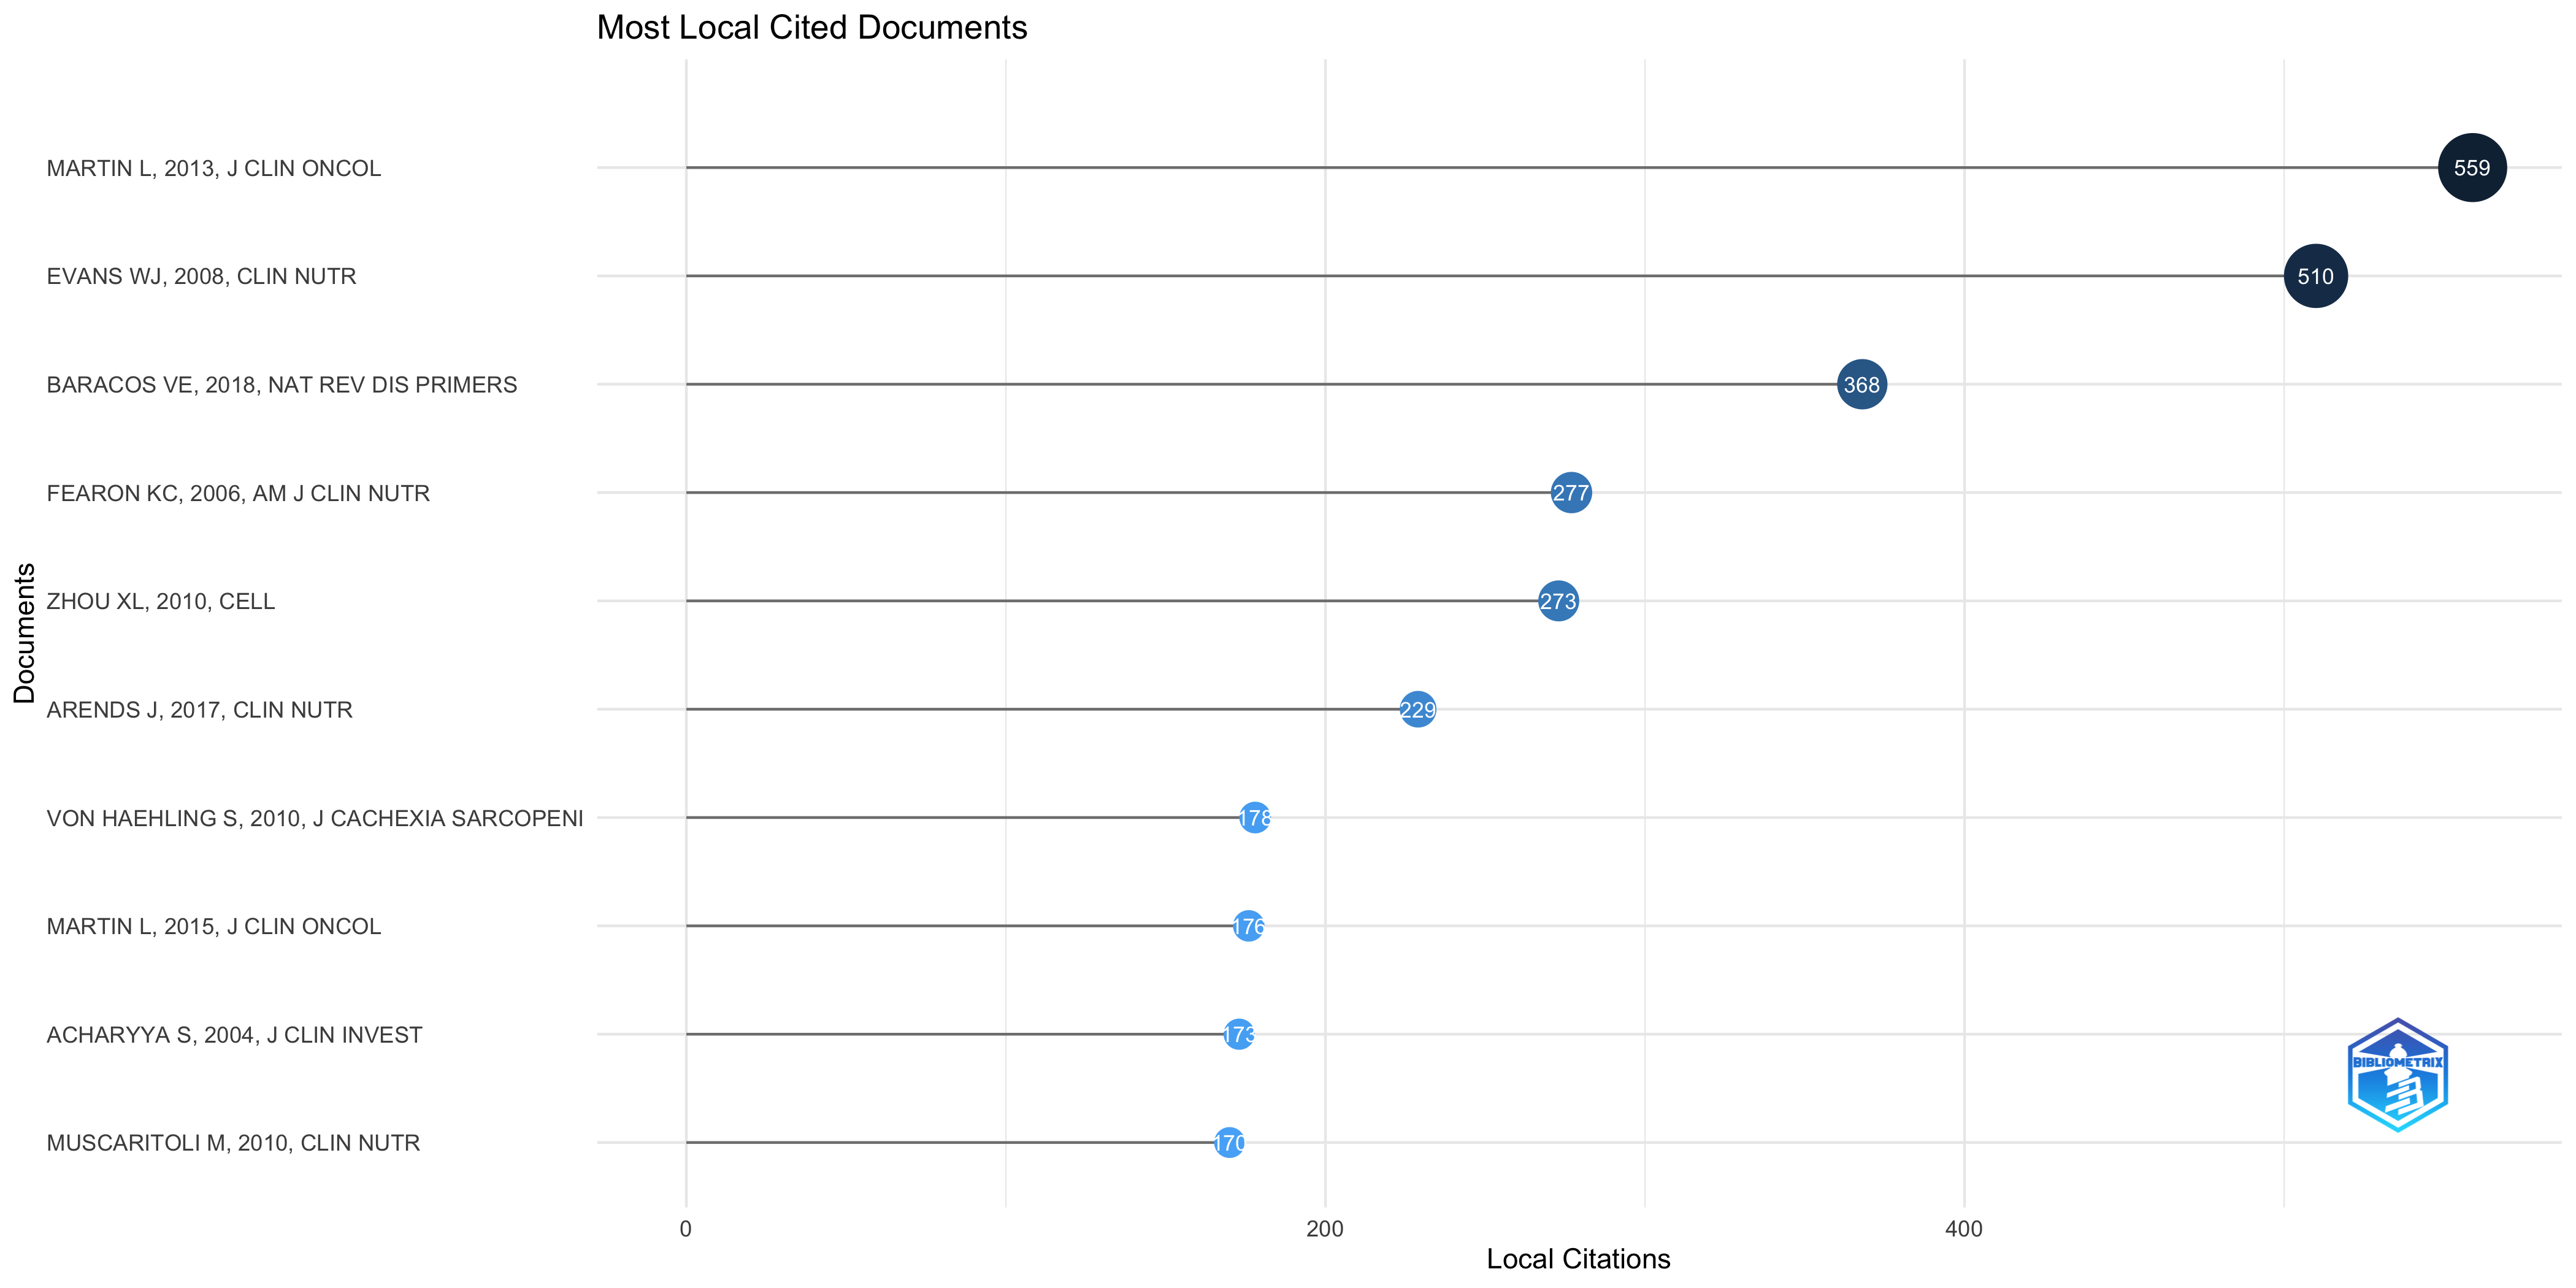 Most Local Cited Documents
MARTIN L, 2013, J CLIN ONCOL
559
EVANS WJ, 2008, CLIN NUTR
510
BARACOS VE, 2018, NAT REV DIS PRIMERS
368
FEARON KC, 2006, AM J CLIN NUTR
277
ZHOU XL, 2010, CELL
273
Documents
ARENDS J, 2017, CLIN NUTR
229
VON HAEHLING S, 2010, J CACHEXIA SARCOPENI
178
MARTIN L, 2015, J CLIN ONCOL
176
ACHARYYA S, 2004, J CLIN INVEST
173
BIBLIOMETRIX
MUSCARITOLI M, 2010, CLIN NUTR
170
0
200
400
Local Citations